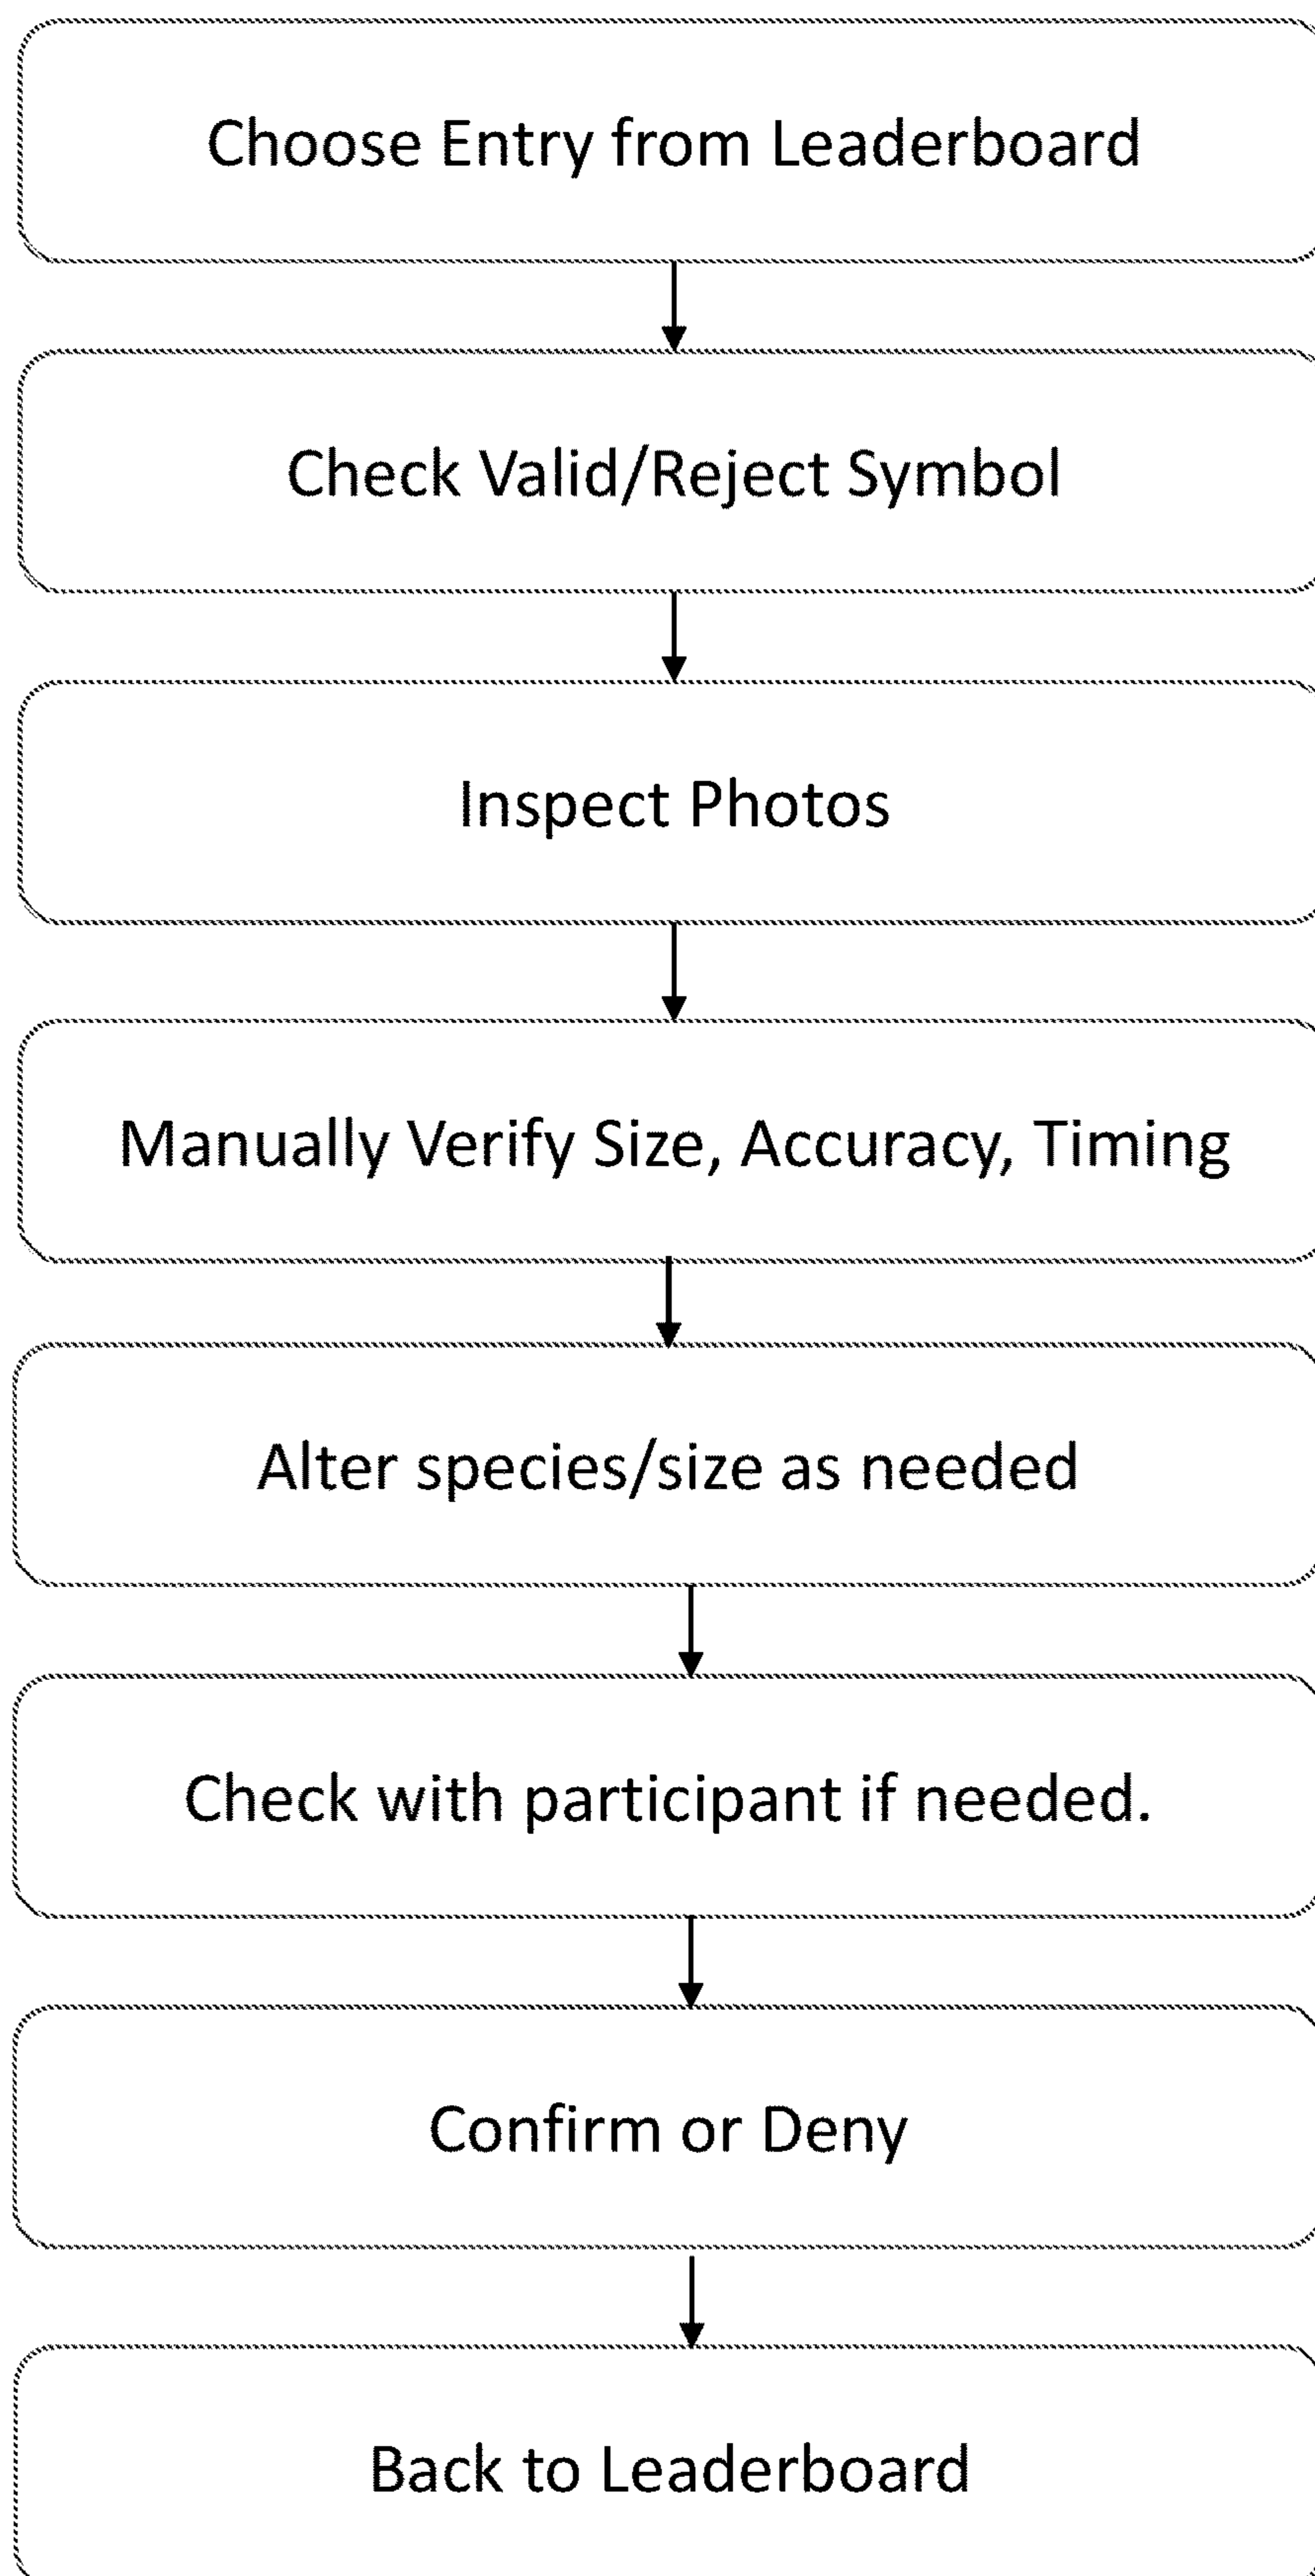 Choose Entry from Leaderboard
Check Valid/Reject Symbol
Inspect Photos
Manually Verify Size, Accuracy, Timing
Alter species/size as needed
Check with participant if needed.
Confirm or Deny
Back to Leaderboard